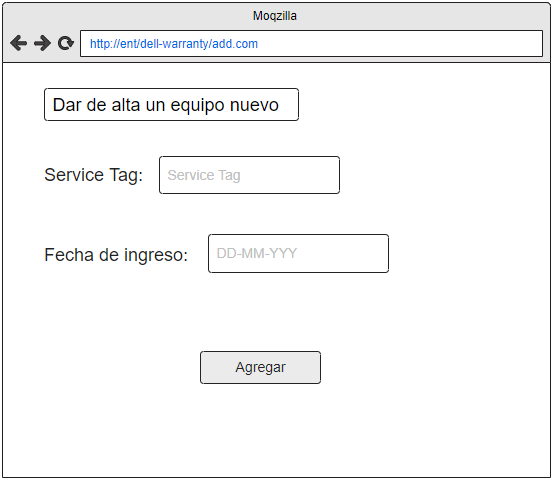 Moqzilla
http://ent/dell-warranty/add.com
Dar de alta un equipo nuevo
Service Tag: Service Tag
Fecha de ingreso: DD-MM-YYY
Agregar